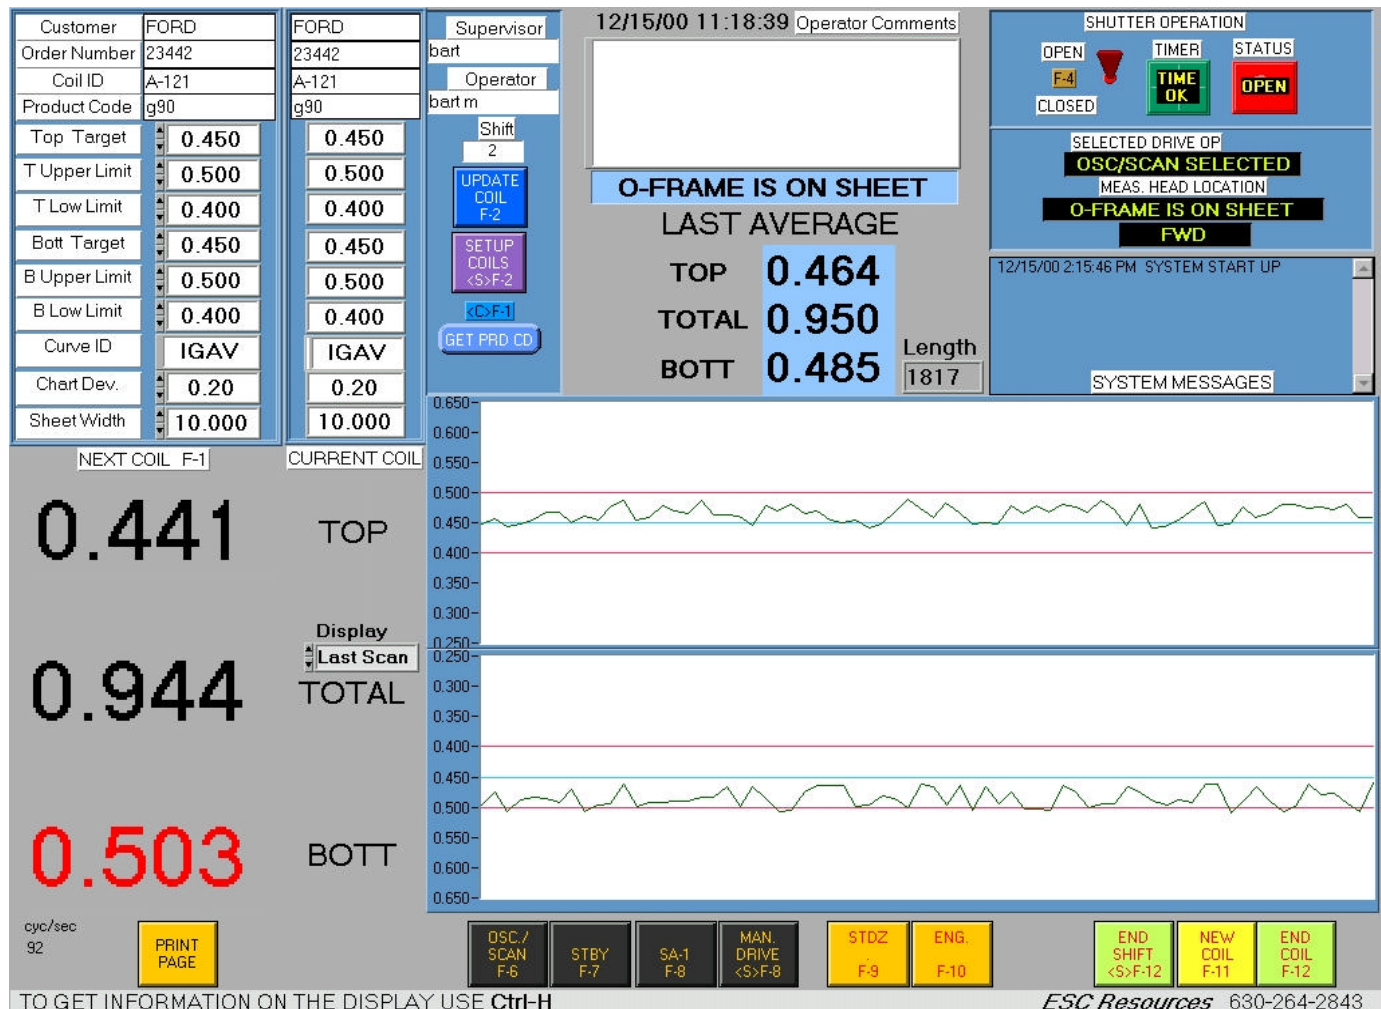 Customer FORD FORD
Order Number 23442 23442
Coil ID A-121 A-121
Product Code g90 g90
Top Target 0.450 0.450
T Upper Limit 0.500 0.500
T Low Limit 0.400 0.400
Bott Target 0.450 0.450
B Upper Limit 0.500 0.500
B Low Limit 0.400 0.400
Curve ID IGAV IGAV
Chart Dev. 0.20 0.20
Sheet Width 10.000 10.000
NEXT COIL F-1 CURRENT COIL
Supervisor
bart
Operator
bart m
Shift
2
UPDATE
COIL
F-2
SETUP
COILS
<S>F-2
<C>F-1
GET PRD CD
12/15/00 11:18:39 Operator Comments
O-FRAME IS ON SHEET
LAST AVERAGE
TOP 0.464
TOTAL 0.950
BOTT 0.485
Length
1817
SHUTTER OPERATION
OPEN TIMER STATUS
F-4 TIME
OK OPEN
CLOSED
SELECTED DRIVE OP
OSC/SCAN SELECTED
MEAS. HEAD LOCATION
O-FRAME IS ON SHEET
FWD
12/15/00 2:15:46 PM SYSTEM START UP
SYSTEM MESSAGES
0.441 TOP
Display
Last Scan
0.944 TOTAL
0.503 BOTT
0.650
0.600
0.550
0.500
0.450
0.400
0.350
0.300
0.250
0.250
0.300
0.350
0.400
0.450
0.500
0.550
0.600
0.650
cyc/sec
92
PRINT
PAGE
OSC./
SCAN
F-6
STBY
F-7
SA-1
F-8
MAN.
DRIVE
<S>F-8
STDZ
.
F-9
ENG.
F-10
END
SHIFT
<S>F-12
NEW
COIL
F-11
END
COIL
F-12
TO GET INFORMATION ON THE DISPLAY USE Ctrl-H ESC Resources 630-264-2843